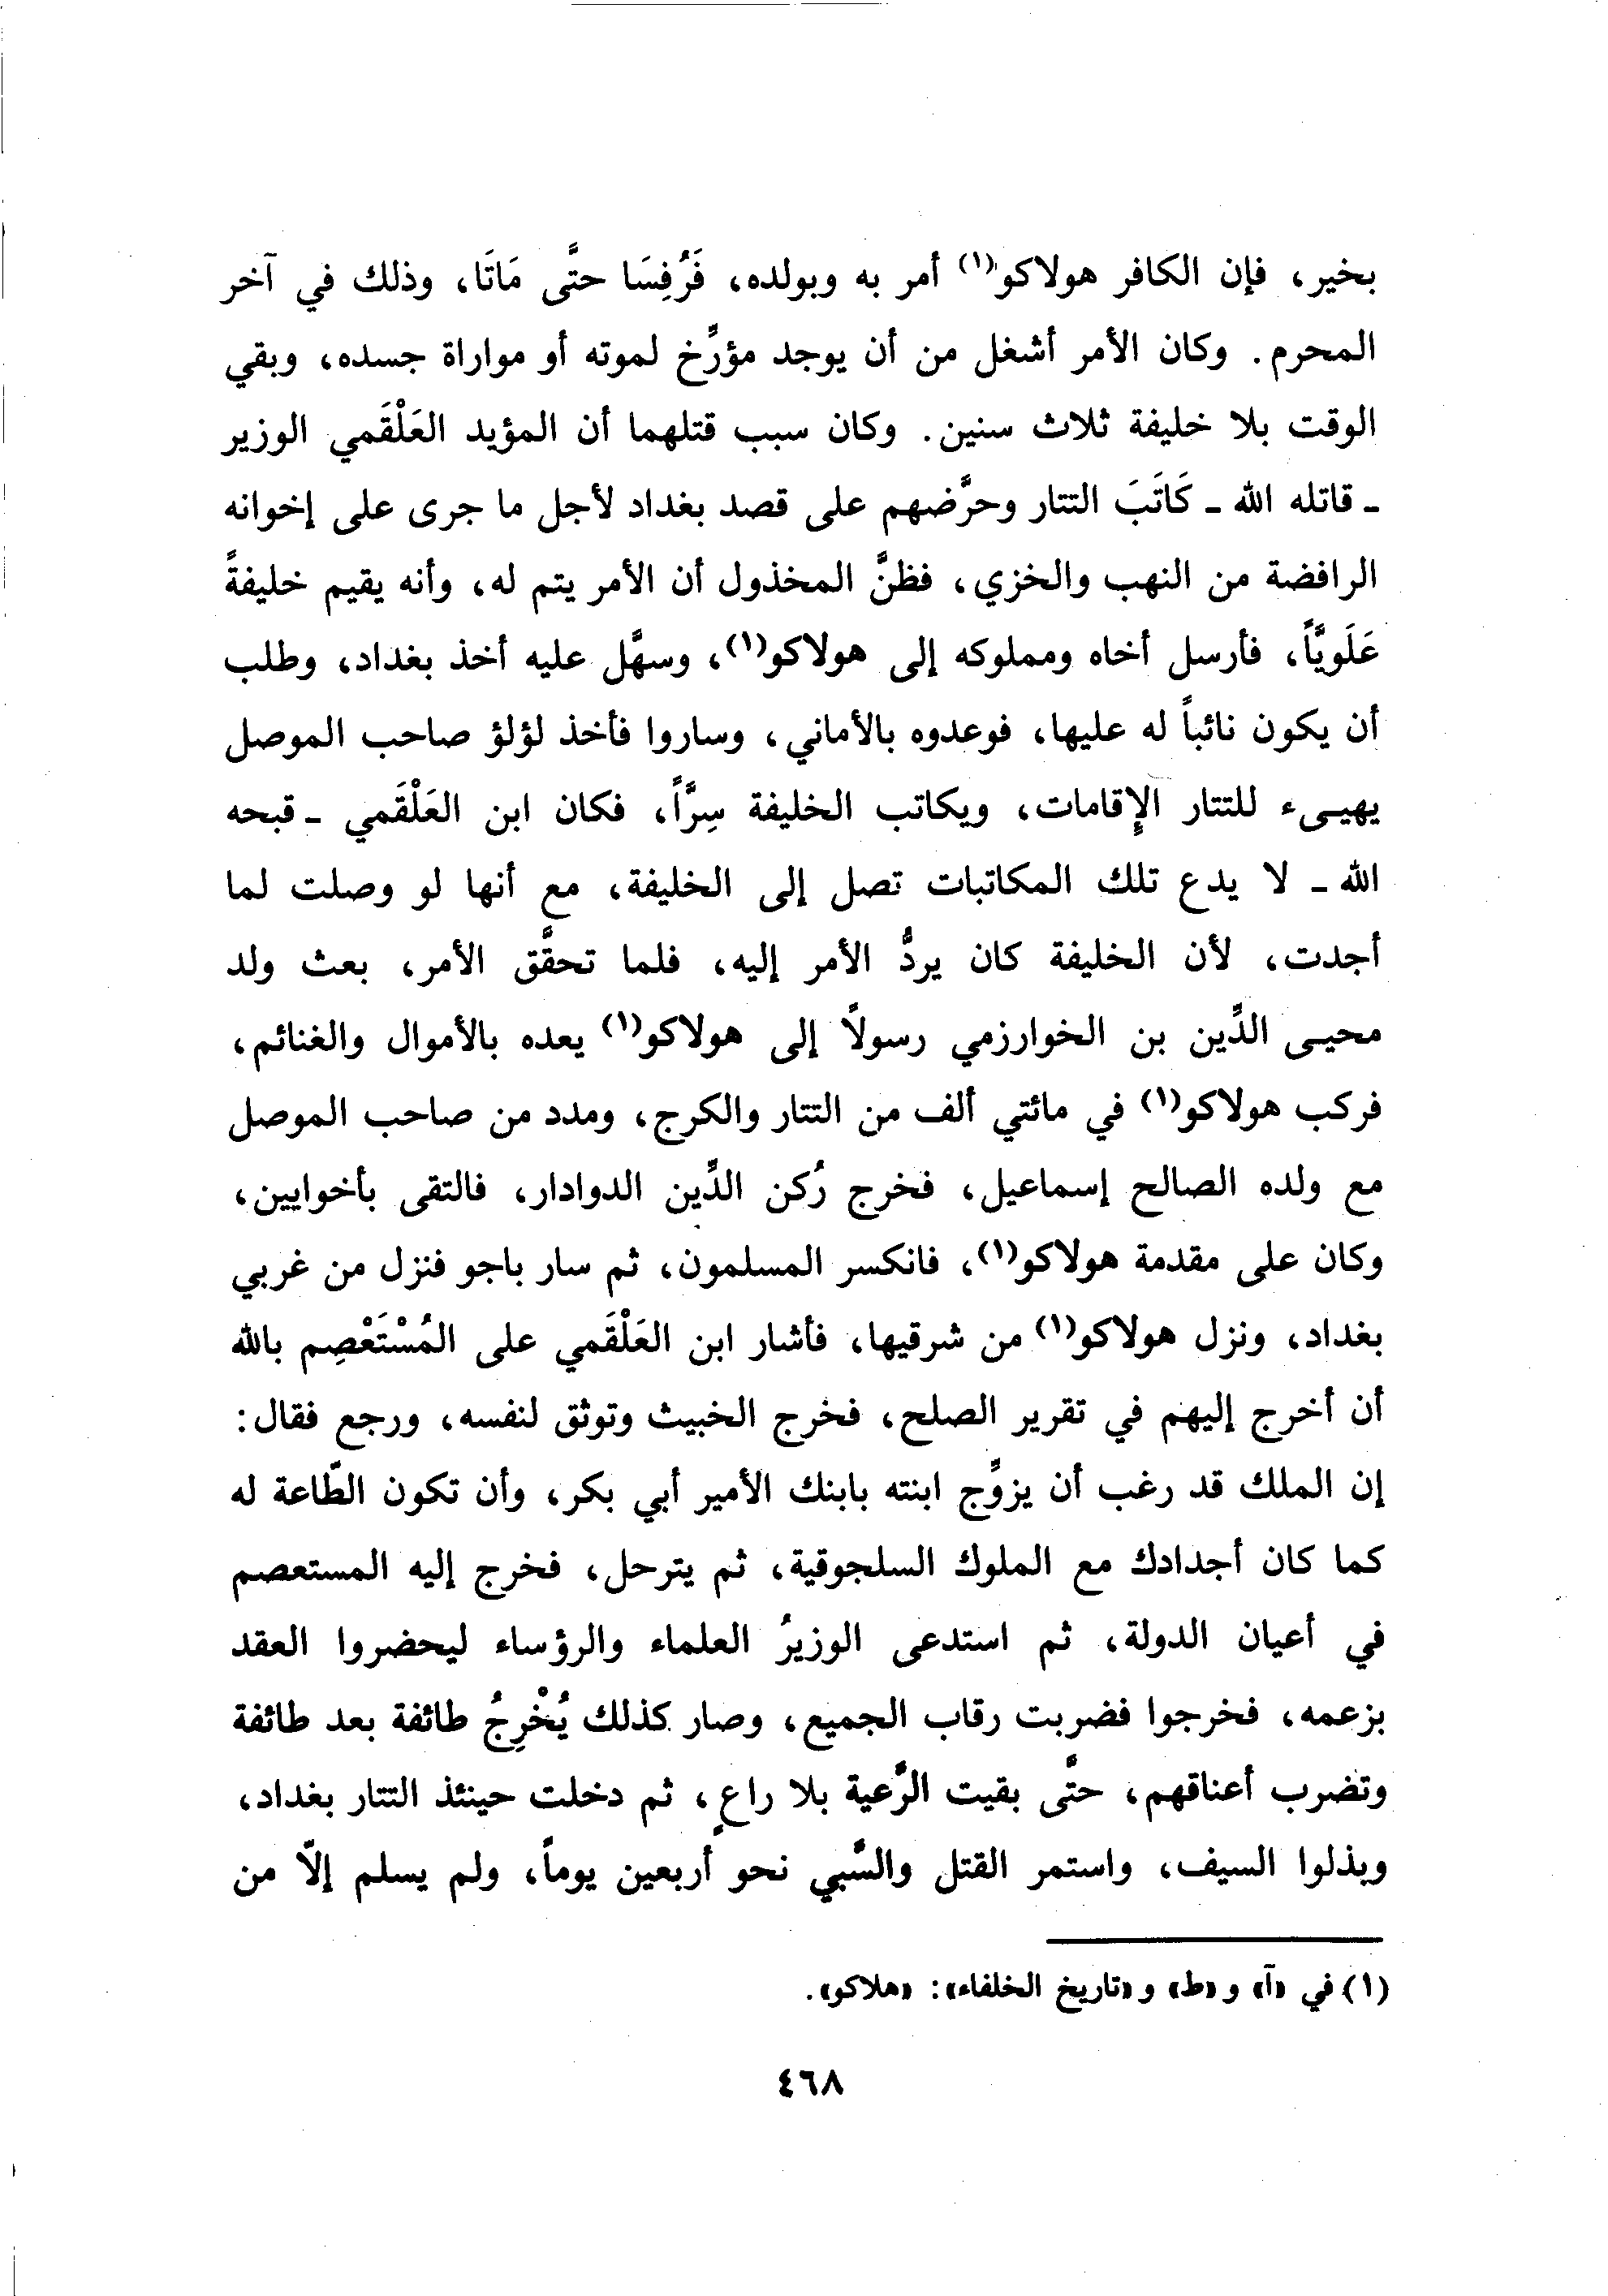 بخير، فإن الكافر هولاكو(١) أمر به وبولده، فَرُفِسَا حتَّى مَاتَا، وذلك في آخر
المحرم. وكان الأمر أشغل من أن يوجد مؤرِّخ لموته أو مواراة جسده، وبقي
الوقت بلا خليفة ثلاث سنين. وكان سبب قتلهما أن المؤيد العَلْقَمي الوزير
ـ قاتله الله ـ كَاتَبَ التتار وحرَّضهم على قصد بغداد لأجل ما جرى على إخوانه
الرافضة من النهب والخزي، فظنَّ المخذول أن الأمر يتم له، وأنه يقيم خليفةً
عَلَويَّاً، فأرسل أخاه ومملوكه إلى هولاكو(١)، وسهَّل عليه أخذ بغداد، وطلب
أن يكون نائباً له عليها، فوعدوه بالأماني، وساروا فأخذ لؤلؤ صاحب الموصل
يهيـىء للتتار الإِقامات، ويكاتب الخليفة سِرَّاً، فكان ابن العَلْقَمي ـ قبحه
الله ـ لا يدع تلك المكاتبات تصل إلى الخليفة، مع أنها لو وصلت لما
أجدت، لأن الخليفة كان يردُّ الأمر إليه، فلما تحقَّق الأمر، بعث ولد
محيـى الدِّين بن الخوارزمي رسولاً إلى هولاكو(١) يعده بالأموال والغنائم،
فركب هولاكو(١) في مائتي ألف من التتار والكرج، ومدد من صاحب الموصل
مع ولده الصالح إسماعيل، فخرج رُكن الدِّين الدوادار، فالتقى بأخوايين،
وكان على مقدمة هولاكو(١)، فانكسر المسلمون، ثم سار باجو فنزل من غربي
بغداد، ونزل هولاكو(١) من شرقيها، فأشار ابن العَلْقَمي على المُسْتَعْصِم بالله
أن أخرج إليهم في تقرير الصلح، فخرج الخبيث وتوثق لنفسه، ورجع فقال:
إن الملك قد رغب أن يزوِّج ابنته بابنك الأمير أبي بكر، وأن تكون الطَّاعة له
كما كان أجدادك مع الملوك السلجوقية، ثم يترحل، فخرج إليه المستعصم
في أعيان الدولة، ثم استدعى الوزيرُ العلماء والرؤساء ليحضروا العقد
بزعمه، فخرجوا فضربت رقاب الجميع، وصار كذلك يُخْرِجُ طائفة بعد طائفة
وتضرب أعناقهم، حتَّى بقيت الرَّعية بلا راعٍ، ثم دخلت حينئذ التتار بغداد،
وبذلوا السيف، واستمر القتل والسَّبي نحو أربعين يوماً، ولم يسلم إلَّا من
(١) في «آ» و «ط» و «تاريخ الخلفاء»: «هلاكو».
٤٦٨